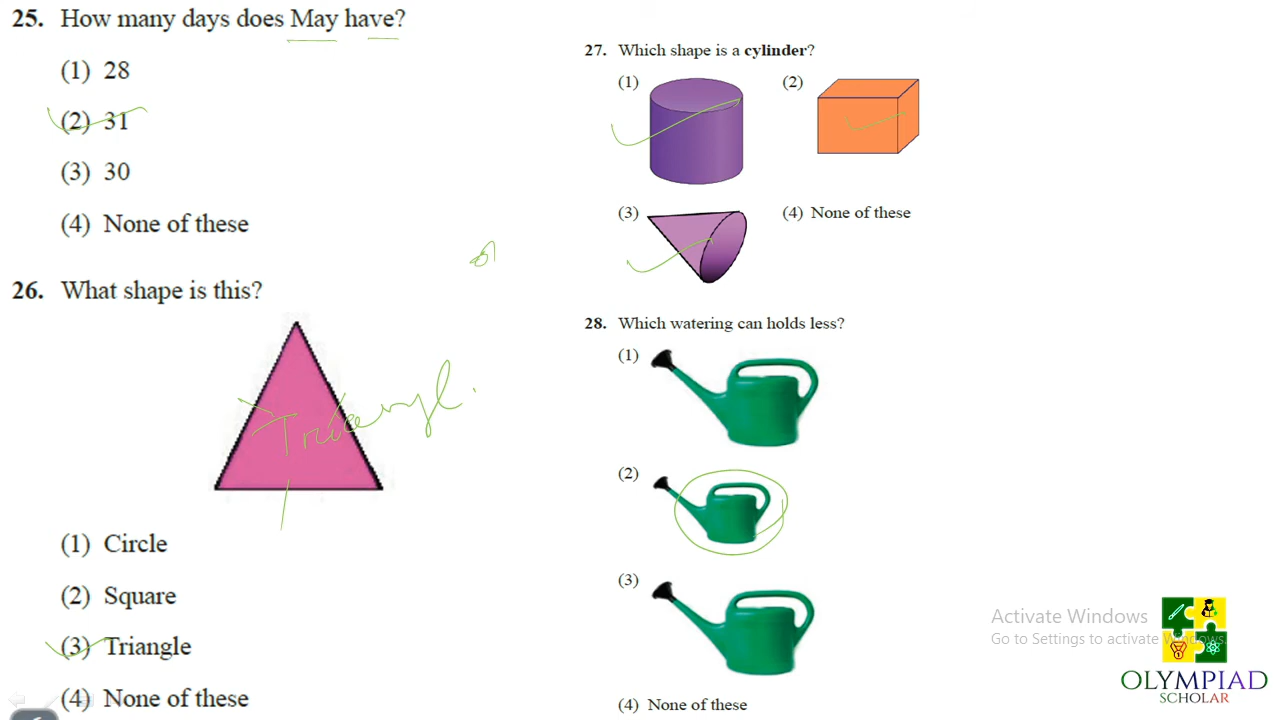 25. How many days does May have?
(1) 28
(2) 31
(3) 30
(4) None of these
26. What shape is this?
(1) Circle
(2) Square
(3) Triangle
(4) None of these
27. Which shape is a cylinder?
(1)
(2)
(3)
(4) None of these
28. Which watering can holds less?
(1)
(2)
(3)
(4) None of these
Activate Windows
Go to Settings to activate Windows.
OLYMPIAD
SCHOLAR